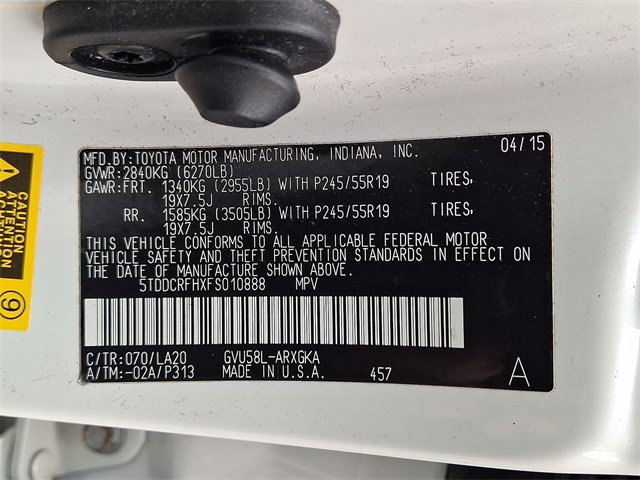 MFD.BY:TOYOTA MOTOR MANUFACTURING, INDIANA, INC. 04/15
GVWR:2840KG (6270LB)
GAWR:FRT. 1340KG (2955LB) WITH P245/55R19 TIRES,
19X7.5J RIMS.
RR. 1585KG (3505LB) WITH P245/55R19 TIRES,
19X7.5J RIMS.
THIS VEHICLE CONFORMS TO ALL APPLICABLE FEDERAL MOTOR
VEHICLE SAFETY AND THEFT PREVENTION STANDARDS IN EFFECT ON
THE DATE OF MANUFACTURE SHOWN ABOVE.
5TDDCRFHXFS010888 MPV
C/TR:070/LA20 GVU58L-ARXGKA
A/TM:-02A/P313 MADE IN U.S.A. 457 A
CAUTION
ATTENTION
ACHTUNG
9